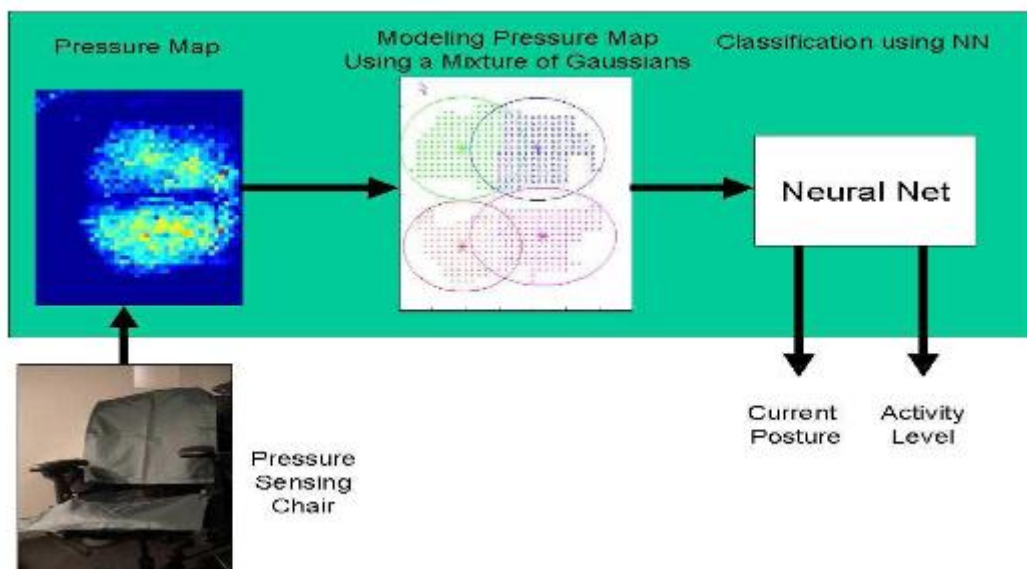 Pressure Map
Modeling Pressure Map
Using a Mixture of Gaussians
Classification using NN
Neural Net
Current
Posture
Activity
Level
Pressure
Sensing
Chair